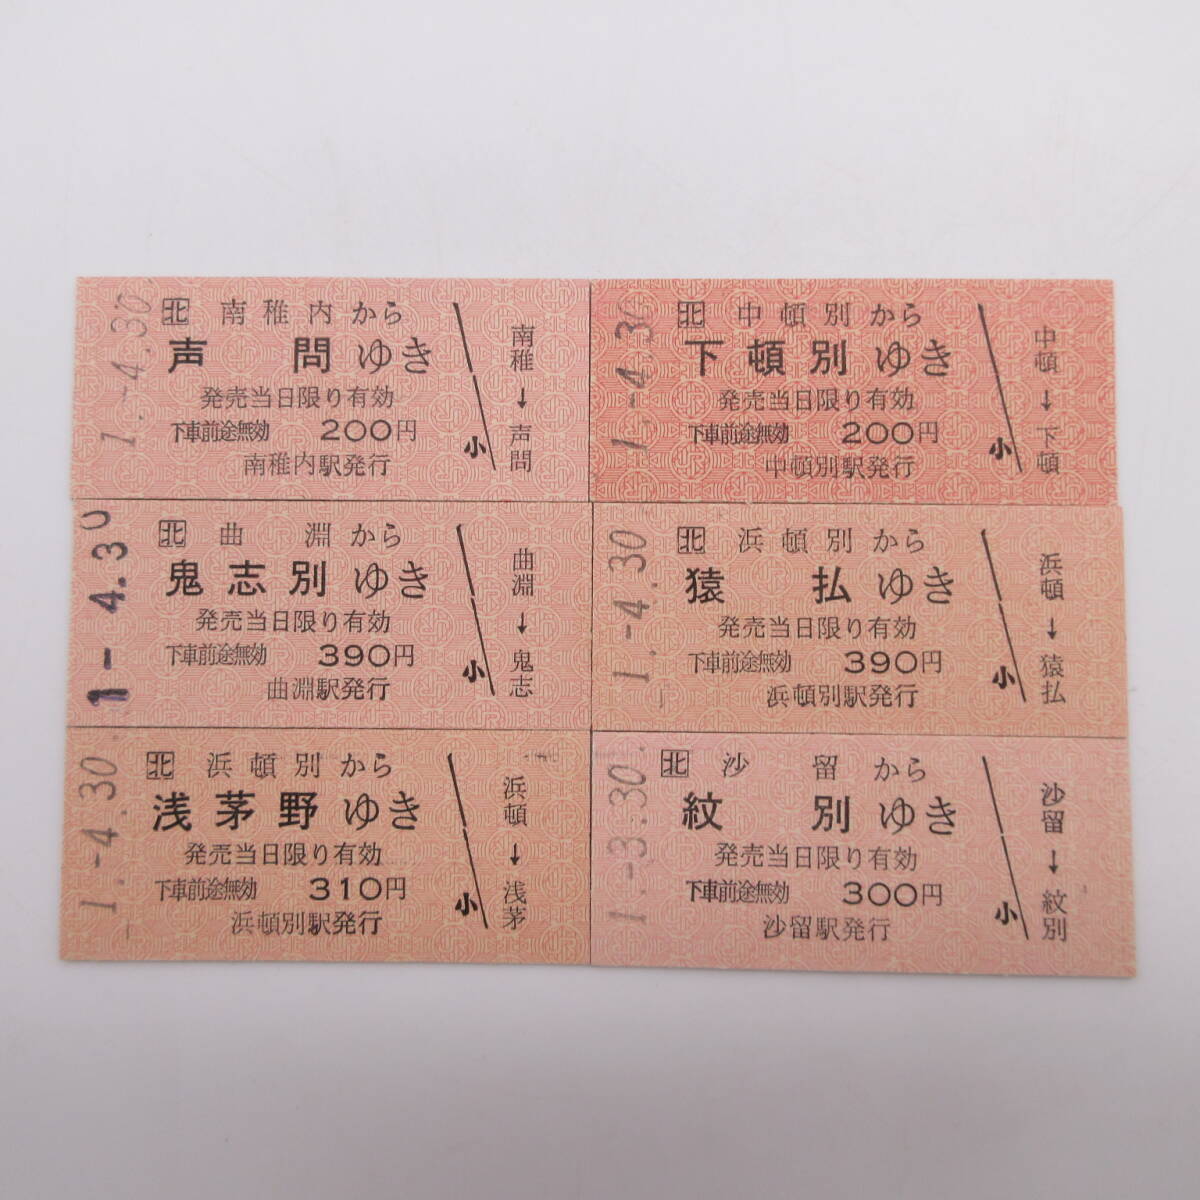 1.-4.30
北 南稚内から
声問ゆき
発売当日限り有効
下車前途無効 200円
南稚内駅発行
小
南稚→声問
1.-4.30
北 中頓別から
下頓別ゆき
発売当日限り有効
下車前途無効 200円
中頓別駅発行
小
中頓→下頓
1-4.30
北 曲淵から
鬼志別ゆき
発売当日限り有効
下車前途無効 390円
曲淵駅発行
小
曲淵→鬼志
1.-4.30
北 浜頓別から
猿払ゆき
発売当日限り有効
下車前途無効 390円
浜頓別駅発行
小
浜頓→猿払
1.-4.30
北 浜頓別から
浅茅野ゆき
発売当日限り有効
下車前途無効 310円
浜頓別駅発行
小
浜頓→浅茅
1.-3.30
北 沙留から
紋別ゆき
発売当日限り有効
下車前途無効 300円
沙留駅発行
小
沙留→紋別